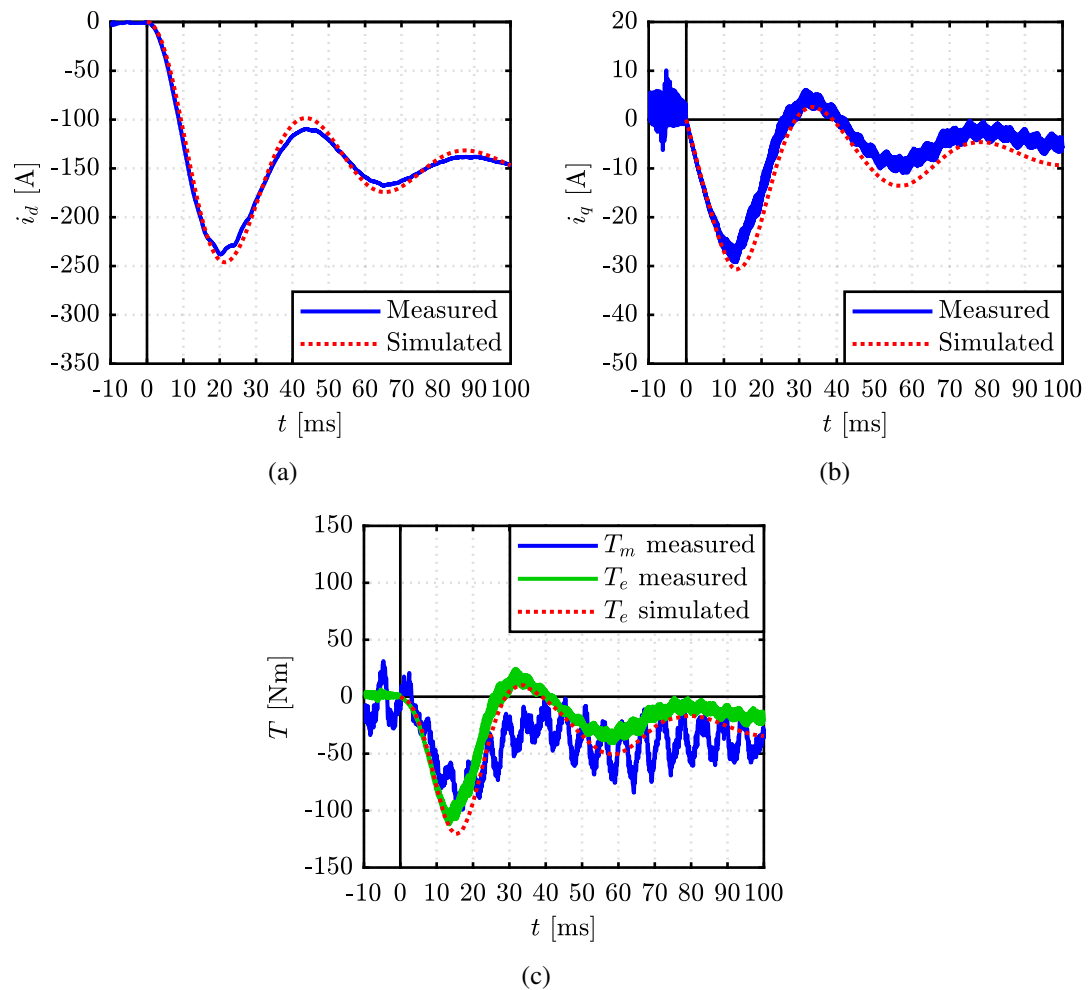 0
-50
-100
-150
-200
-250
-300
-350
i_d [A]
Measured
Simulated
-10 0 10 20 30 40 50 60 70 80 90 100
t [ms]
(a)
20
10
0
-10
-20
-30
-40
-50
i_q [A]
Measured
Simulated
-10 0 10 20 30 40 50 60 70 80 90 100
t [ms]
(b)
150
100
50
0
-50
-100
-150
T [Nm]
T_m measured
T_e measured
T_e simulated
-10 0 10 20 30 40 50 60 70 80 90 100
t [ms]
(c)